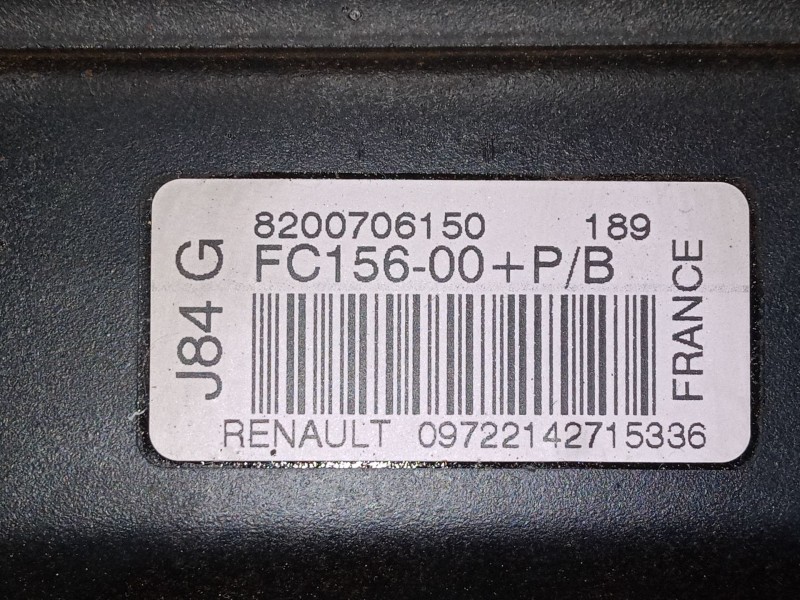 8200706150 189
FC156-00+P/B
J84 G
FRANCE
RENAULT 09722142715336